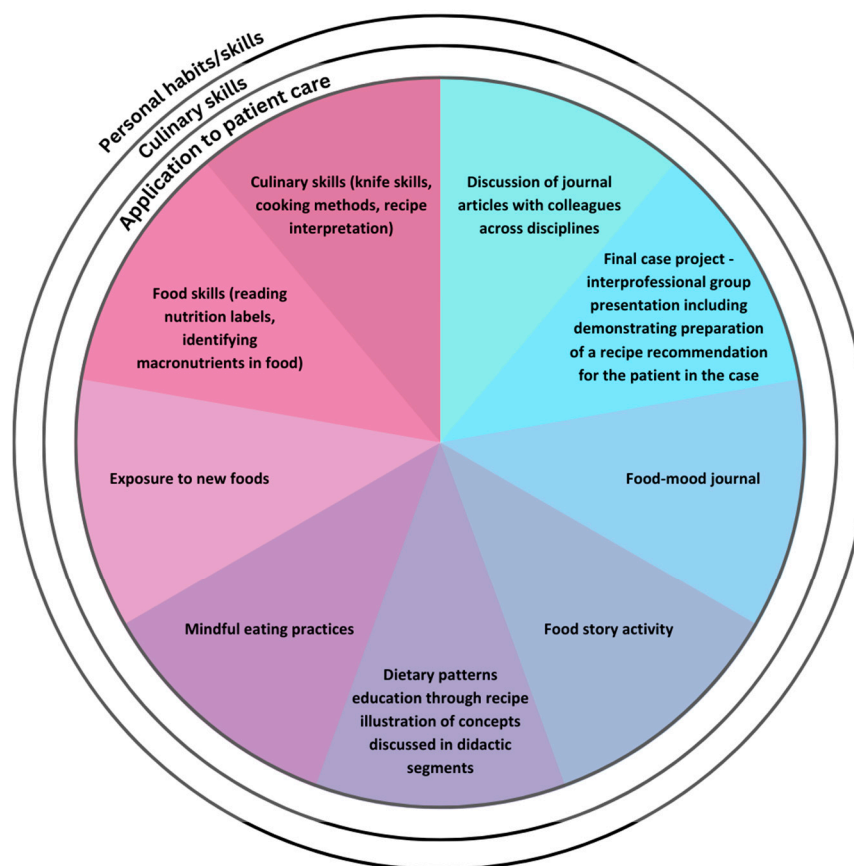 Personal habits/skills
Culinary skills
Application to patient care
Culinary skills (knife skills,
cooking methods, recipe
interpretation)
Discussion of journal
articles with colleagues
across disciplines
Final case project -
interprofessional group
presentation including
demonstrating preparation
of a recipe recommendation
for the patient in the case
Food skills (reading
nutrition labels,
identifying
macronutrients in food)
Exposure to new foods
Food-mood journal
Mindful eating practices
Food story activity
Dietary patterns
education through recipe
illustration of concepts
discussed in didactic
segments